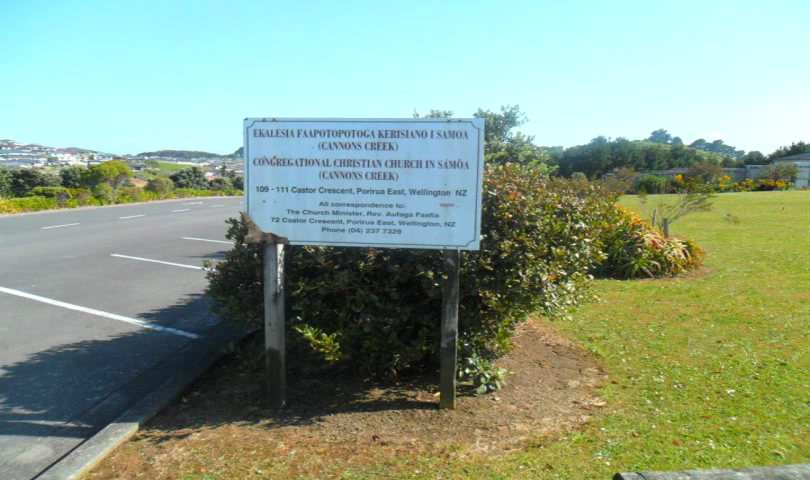 EKALESIA FAAPOTOPOTOGA KERISIANO I SAMOA
(CANNONS CREEK)
CONGREGATIONAL CHRISTIAN CHURCH IN SAMOA
(CANNONS CREEK)
109 - 111 Castor Crescent, Porirua East, Wellington NZ
All correspondence to:
The Church Minister, Rev. Autaga Faafia
72 Castor Crescent, Porirua East, Wellington, NZ
Phone (04) 237 7329